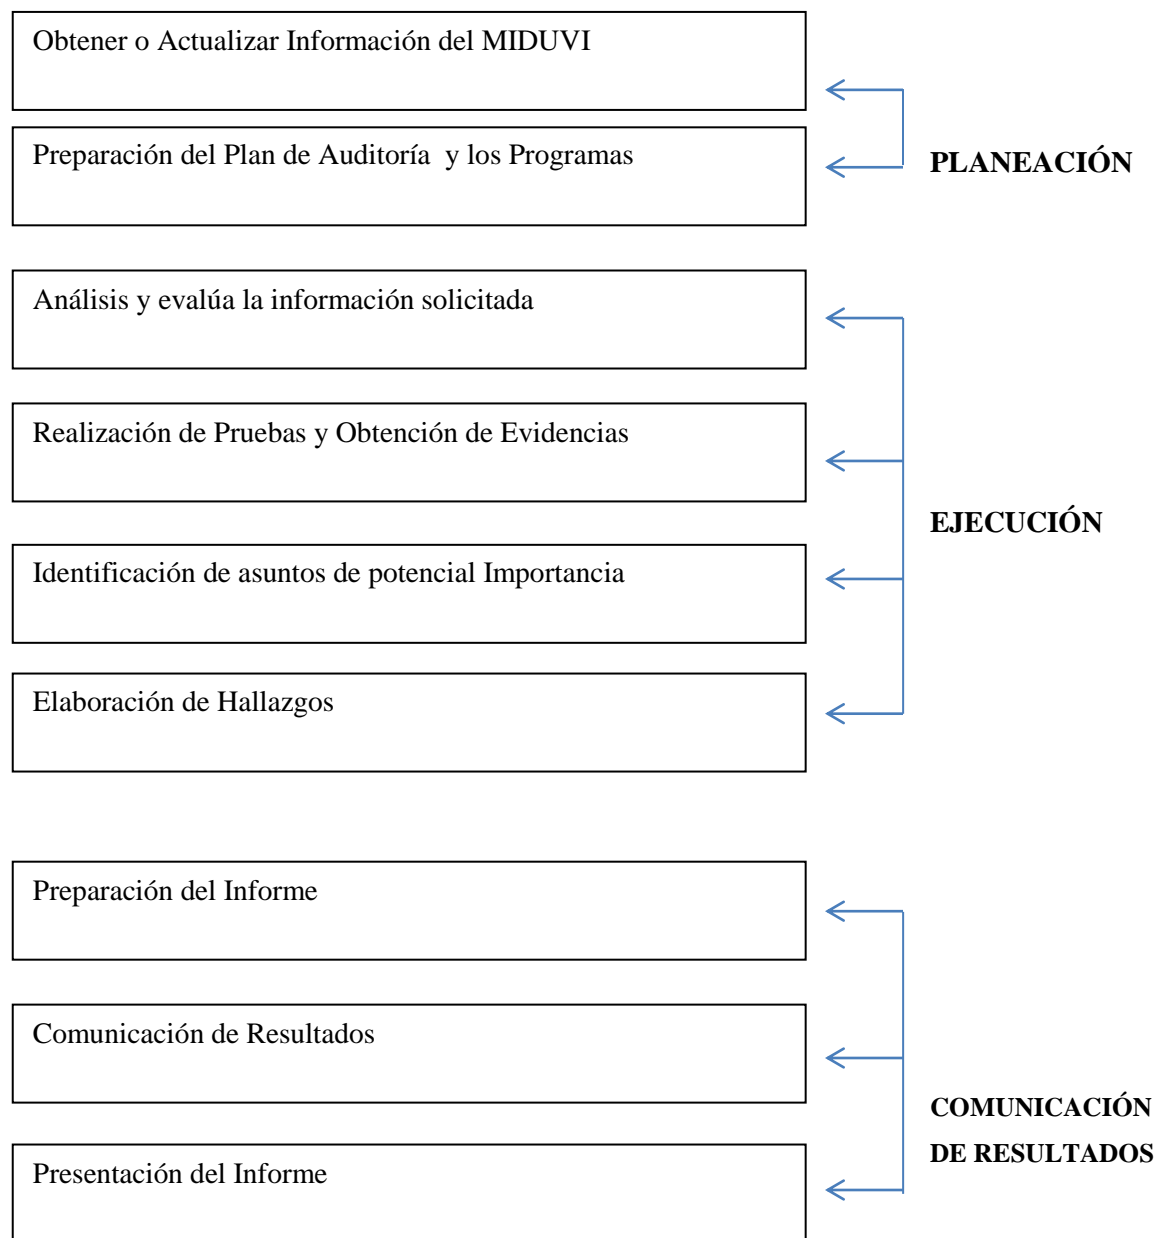 Obtener o Actualizar Información del MIDUVI
Preparación del Plan de Auditoría  y los Programas
PLANEACIÓN
Análisis y evalúa la información solicitada
Realización de Pruebas y Obtención de Evidencias
EJECUCIÓN
Identificación de asuntos de potencial Importancia
Elaboración de Hallazgos
Preparación del Informe
Comunicación de Resultados
COMUNICACIÓN
DE RESULTADOS
Presentación del Informe